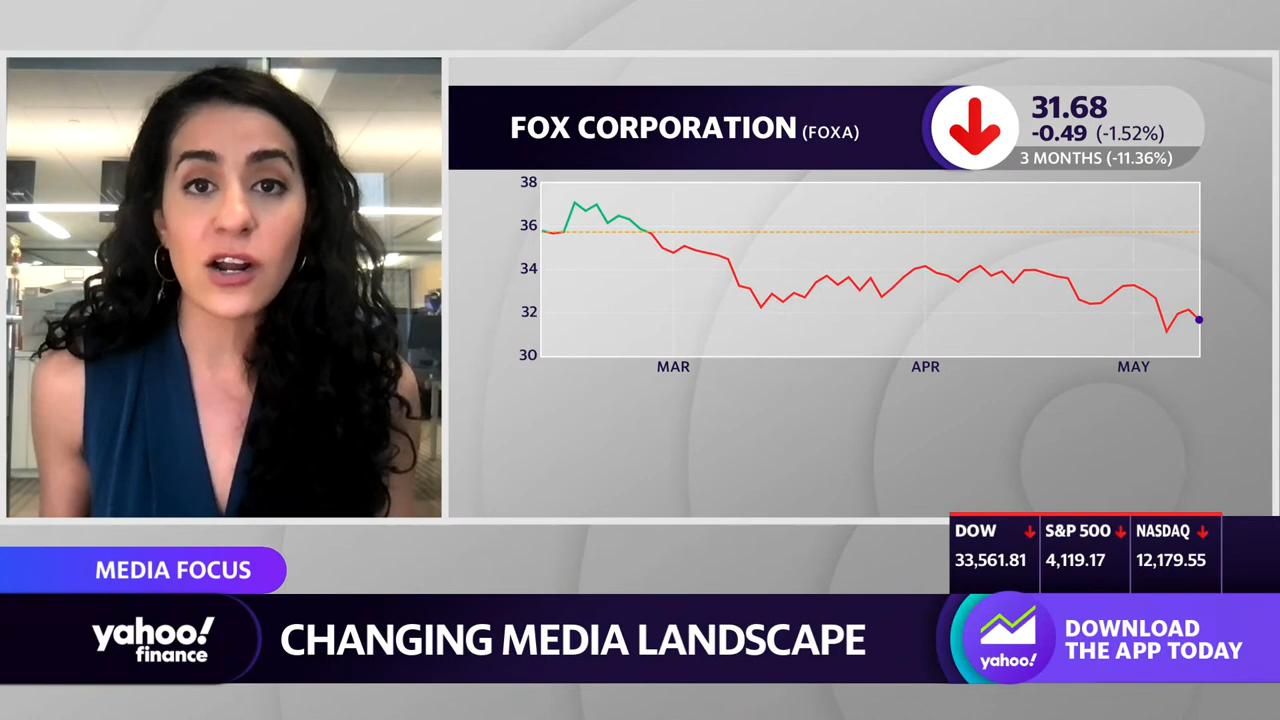 FOX CORPORATION (FOXA)
31.68
-0.49 (-1.52%)
3 MONTHS (-11.36%)
38
36
34
32
30
MAR APR MAY
DOW S&P 500 NASDAQ
33,561.81 4,119.17 12,179.55
MEDIA FOCUS
yahoo!
finance
CHANGING MEDIA LANDSCAPE
yahoo!
DOWNLOAD
THE APP TODAY